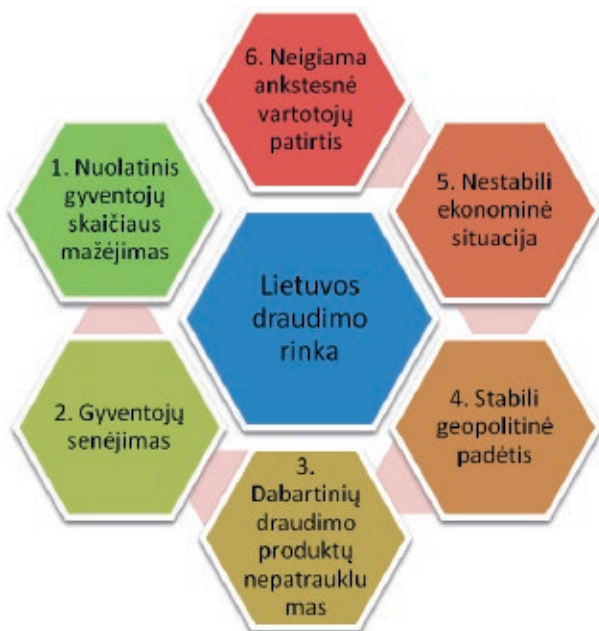 6. Neigiama
ankstesnė
vartotojų
patirtis
1. Nuolatinis
gyventojų
skaičiaus
mažėjimas
5. Nestabili
ekonominė
situacija
Lietuvos
draudimo
rinka
2. Gyventojų
senėjimas
4. Stabili
geopolitinė
padėtis
3.
Dabartinių
draudimo
produktų
nepatrauklu
mas